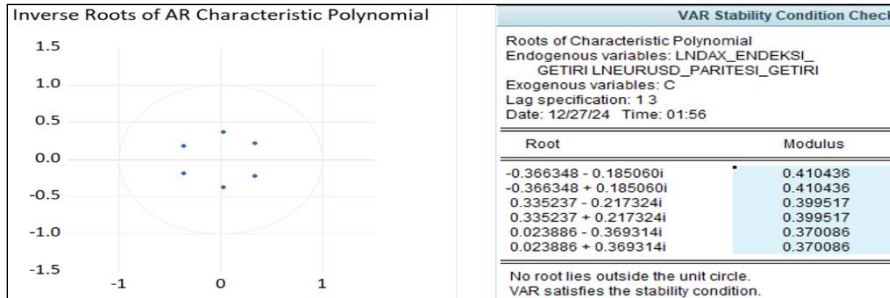 Inverse Roots of AR Characteristic Polynomial
1.5
1.0
0.5
0.0
-0.5
-1.0
-1.5
-1 0 1
VAR Stability Condition Chec
Roots of Characteristic Polynomial
Endogenous variables: LNDAX_ENDEKSI_
GETIRI LNEURUSD_PARITESI_GETIRI
Exogenous variables: C
Lag specification: 1 3
Date: 12/27/24 Time: 01:56
Root Modulus
-0.366348 - 0.185060i 0.410436
-0.366348 + 0.185060i 0.410436
0.335237 - 0.217324i 0.399517
0.335237 + 0.217324i 0.399517
0.023886 - 0.369314i 0.370086
0.023886 + 0.369314i 0.370086
No root lies outside the unit circle.
VAR satisfies the stability condition.